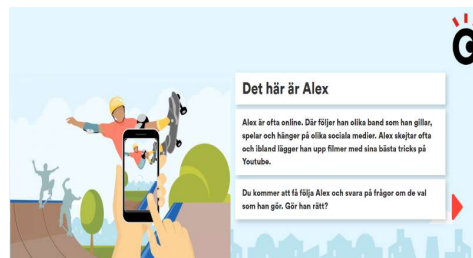 Det här är Alex
Alex är ofta online. Där följer han olika band som han gillar,
spelar och hänger på olika sociala medier. Alex skejtar ofta
och ibland lägger han upp filmer med sina bästa tricks på
Youtube.
Du kommer att få följa Alex och svara på frågor om de val
som han gör. Gör han rätt?